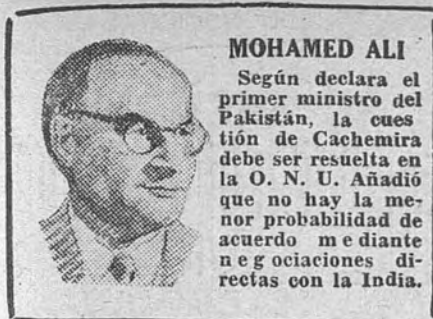 MOHAMED ALI
Según declara el
primer ministro del
Pakistán, la cues
tión de Cachemira
debe ser resuelta en
la O. N. U. Añadió
que no hay la me-
nor probabilidad de
acuerdo m e diante
n e g ociaciones di-
rectas con la India.